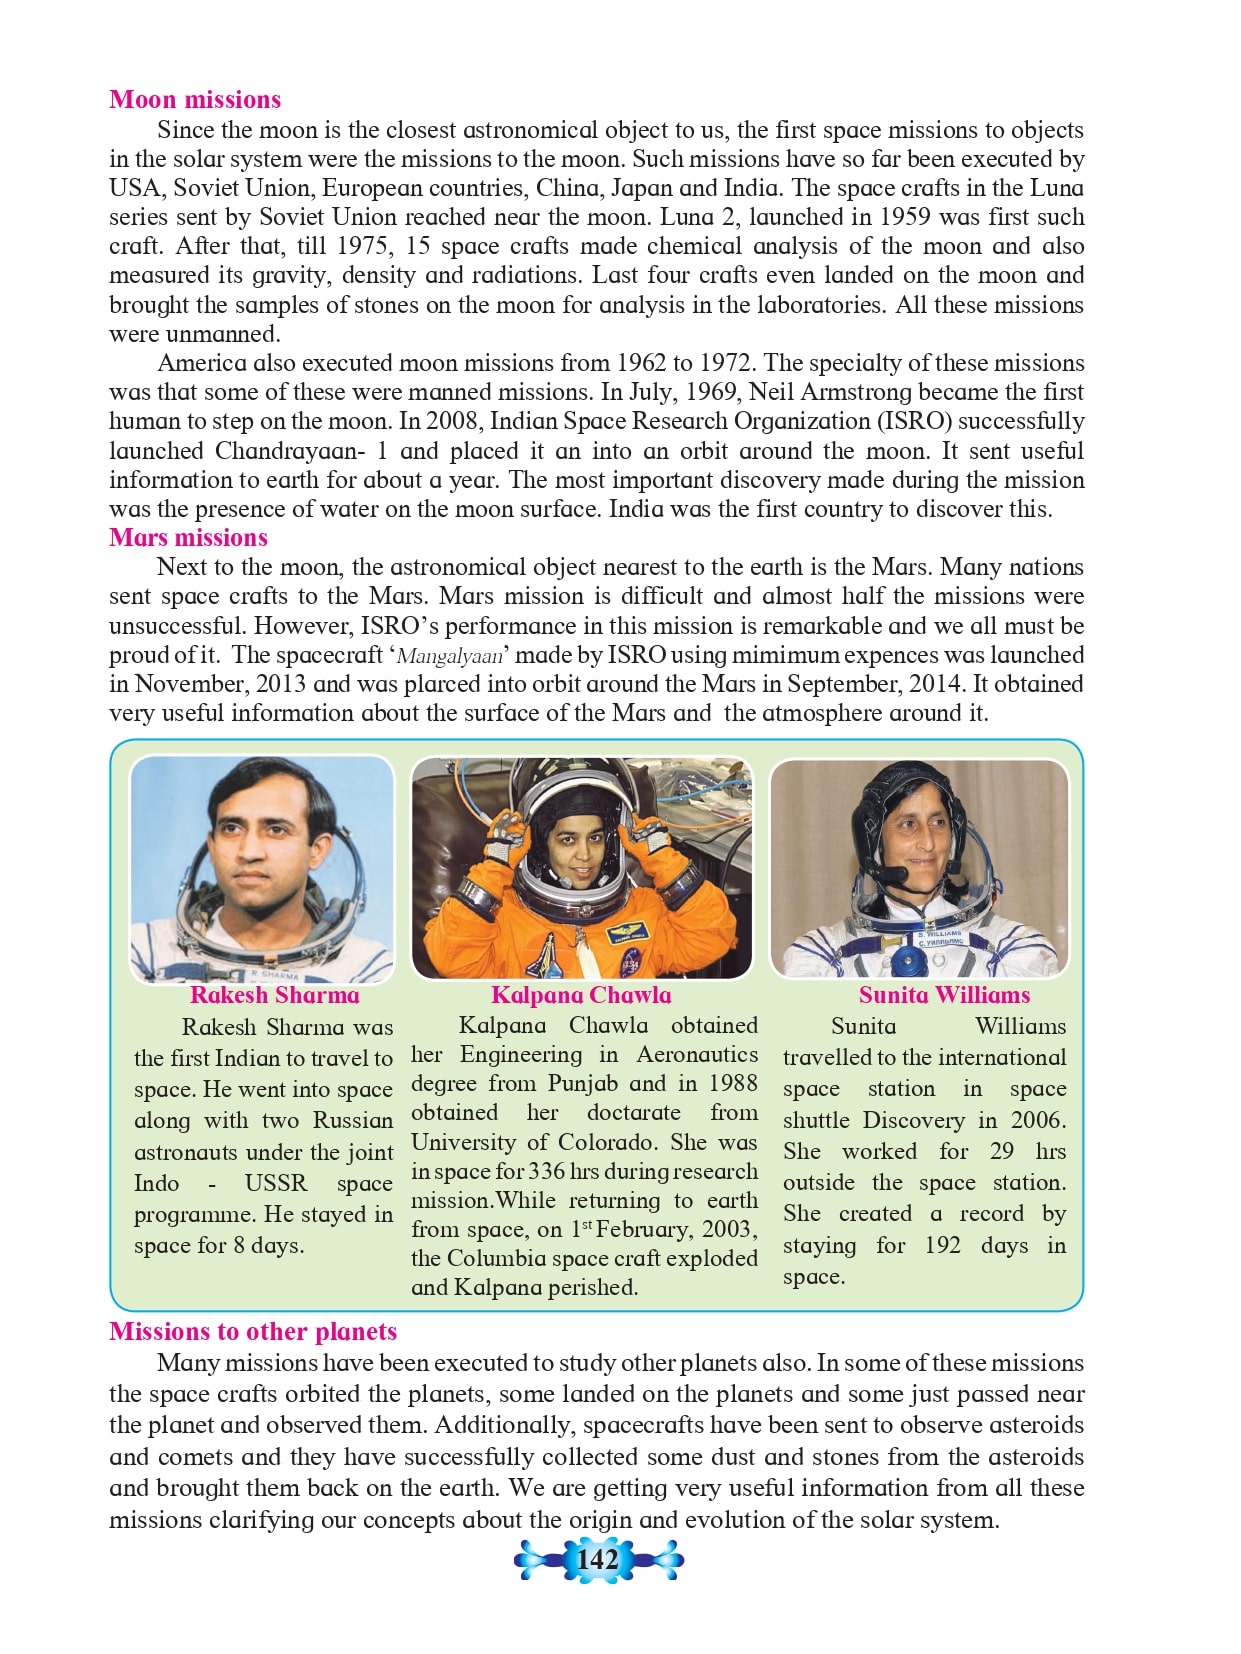 Moon missions
Since the moon is the closest astronomical object to us, the first space missions to objects
in the solar system were the missions to the moon. Such missions have so far been executed by
USA, Soviet Union, European countries, China, Japan and India. The space crafts in the Luna
series sent by Soviet Union reached near the moon. Luna 2, launched in 1959 was first such
craft. After that, till 1975, 15 space crafts made chemical analysis of the moon and also
measured its gravity, density and radiations. Last four crafts even landed on the moon and
brought the samples of stones on the moon for analysis in the laboratories. All these missions
were unmanned.
America also executed moon missions from 1962 to 1972. The specialty of these missions
was that some of these were manned missions. In July, 1969, Neil Armstrong became the first
human to step on the moon. In 2008, Indian Space Research Organization (ISRO) successfully
launched Chandrayaan- 1 and placed it an into an orbit around the moon. It sent useful
information to earth for about a year. The most important discovery made during the mission
was the presence of water on the moon surface. India was the first country to discover this.
Mars missions
Next to the moon, the astronomical object nearest to the earth is the Mars. Many nations
sent space crafts to the Mars. Mars mission is difficult and almost half the missions were
unsuccessful. However, ISRO’s performance in this mission is remarkable and we all must be
proud of it. The spacecraft ‘Mangalyaan’ made by ISRO using mimimum expences was launched
in November, 2013 and was plarced into orbit around the Mars in September, 2014. It obtained
very useful information about the surface of the Mars and the atmosphere around it.
R SHARMA
S. WILLIAMS
С. УИЛЛЬЯМС
Rakesh Sharma
Rakesh Sharma was
the first Indian to travel to
space. He went into space
along with two Russian
astronauts under the joint
Indo - USSR space
programme. He stayed in
space for 8 days.
Kalpana Chawla
Kalpana Chawla obtained
her Engineering in Aeronautics
degree from Punjab and in 1988
obtained her doctarate from
University of Colorado. She was
in space for 336 hrs during research
mission.While returning to earth
from space, on 1st February, 2003,
the Columbia space craft exploded
and Kalpana perished.
Sunita Williams
Sunita Williams
travelled to the international
space station in space
shuttle Discovery in 2006.
She worked for 29 hrs
outside the space station.
She created a record by
staying for 192 days in
space.
Missions to other planets
Many missions have been executed to study other planets also. In some of these missions
the space crafts orbited the planets, some landed on the planets and some just passed near
the planet and observed them. Additionally, spacecrafts have been sent to observe asteroids
and comets and they have successfully collected some dust and stones from the asteroids
and brought them back on the earth. We are getting very useful information from all these
missions clarifying our concepts about the origin and evolution of the solar system.
142